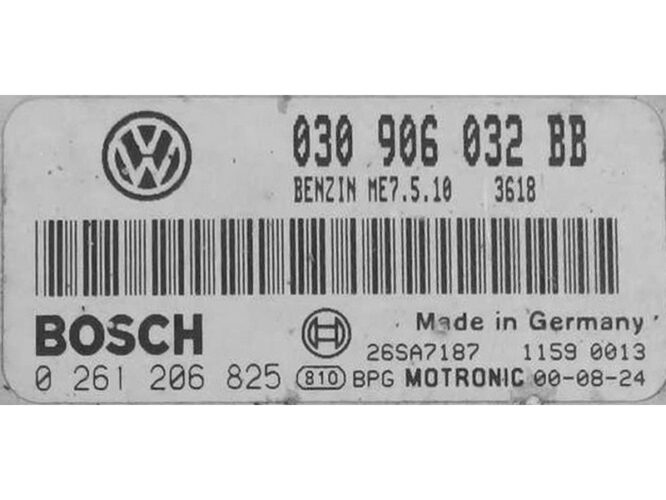 030 906 032 BB
BENZIN ME7.5.10 3618
BOSCH
Made in Germany
26SA7187 1159 0013
0 261 206 825 810 BPG MOTRONIC 00-08-24